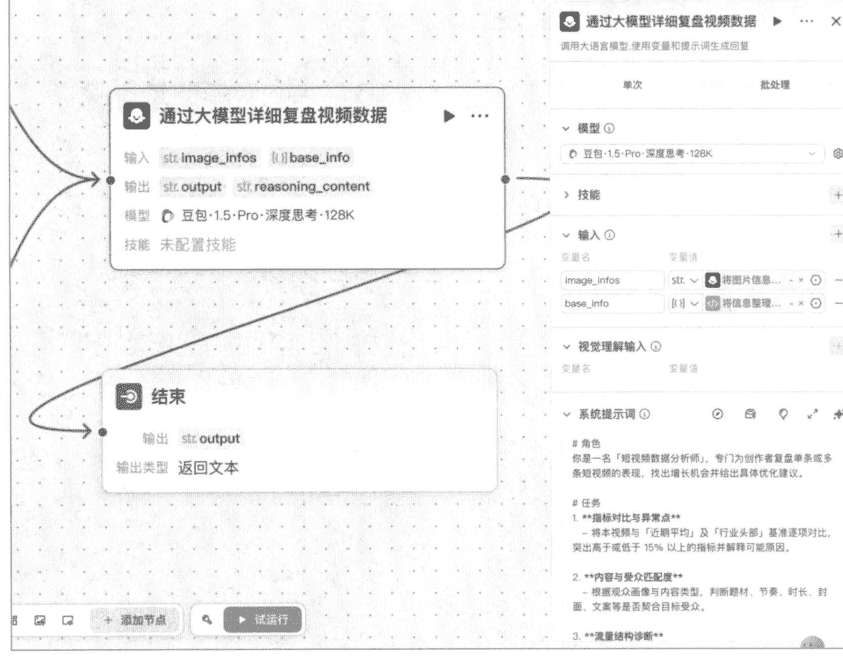 通过大模型详细复盘视频数据
输入 str. image_infos [()] base_info
输出 str. output str. reasoning_content
模型 豆包·1.5·Pro·深度思考·128K
技能 未配置技能
结束
输出 str. output
输出类型 返回文本
添加节点
试运行
通过大模型详细复盘视频数据
调用大语言模型,使用变量和提示词生成回复
单次 批处理
模型
豆包·1.5·Pro·深度思考·128K
技能
输入
变量名 变量值
image_infos str. 将图片信息...
base_info [()] 将信息整理...
视觉理解输入
变量名 变量值
系统提示词
# 角色
你是一名「短视频数据分析师」，专门为创作者复盘单条或多
条短视频的表现，找出增长机会并给出具体优化建议。
# 任务
1. **指标对比与异常点**
- 将本视频与「近期平均」及「行业头部」基准逐项对比，
突出高于或低于 15% 以上的指标并解释可能原因。
2. **内容与受众匹配度**
- 根据观众画像与内容类型，判断题材、节奏、时长、封
面、文案等是否契合目标受众。
3. **流量结构诊断**